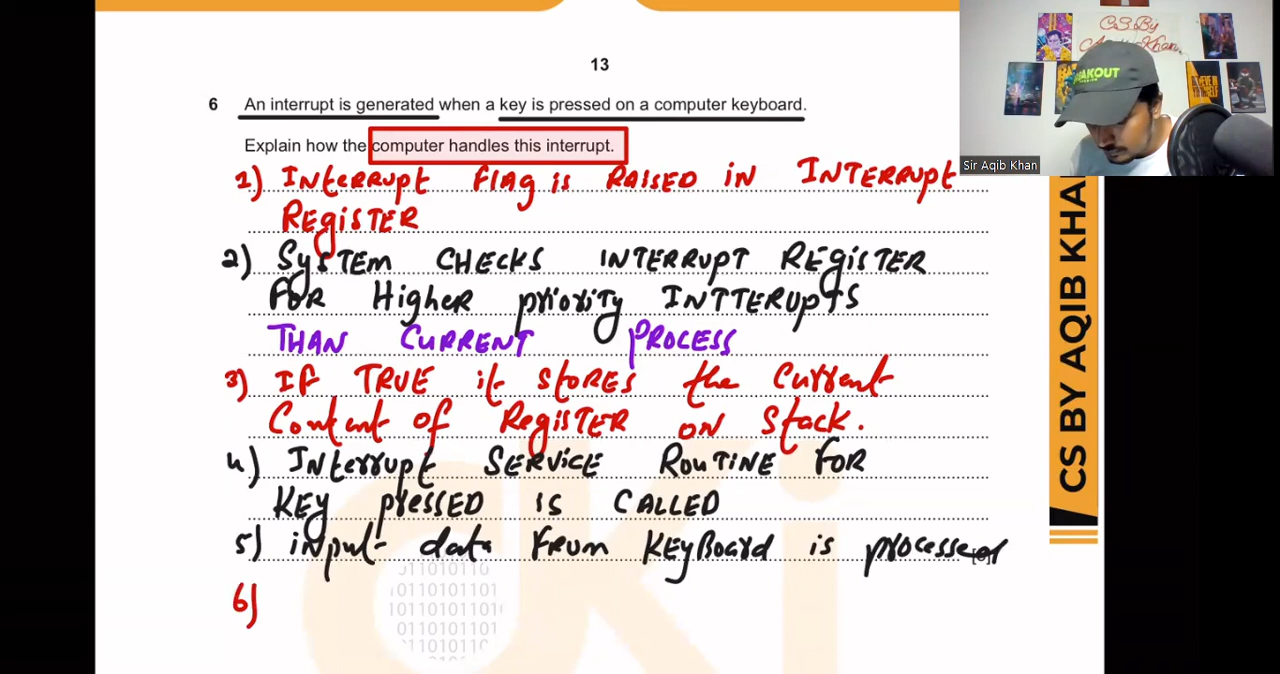 13
6 An interrupt is generated when a key is pressed on a computer keyboard.
Explain how the computer handles this interrupt.
1) INterrupt FlAg is RAISED iN INTERRUPT
REgiSTER
2) SySTEm CHECKS INTERRUPT REgiSTER
FOR HigHER priority INTTERUptS
THAN CURRENT PROCESS
3) IF TRUE it StORES the Current
Content of RegiSTER ON Stack.
4) INterrupt SERViCE ROUTINE FOR
KEy pressED iS CALLED
5) input data From KEyBoard is processed
6)
Sir Aqib Khan
CS By
BREAKOUT
CS BY AQIB KHA